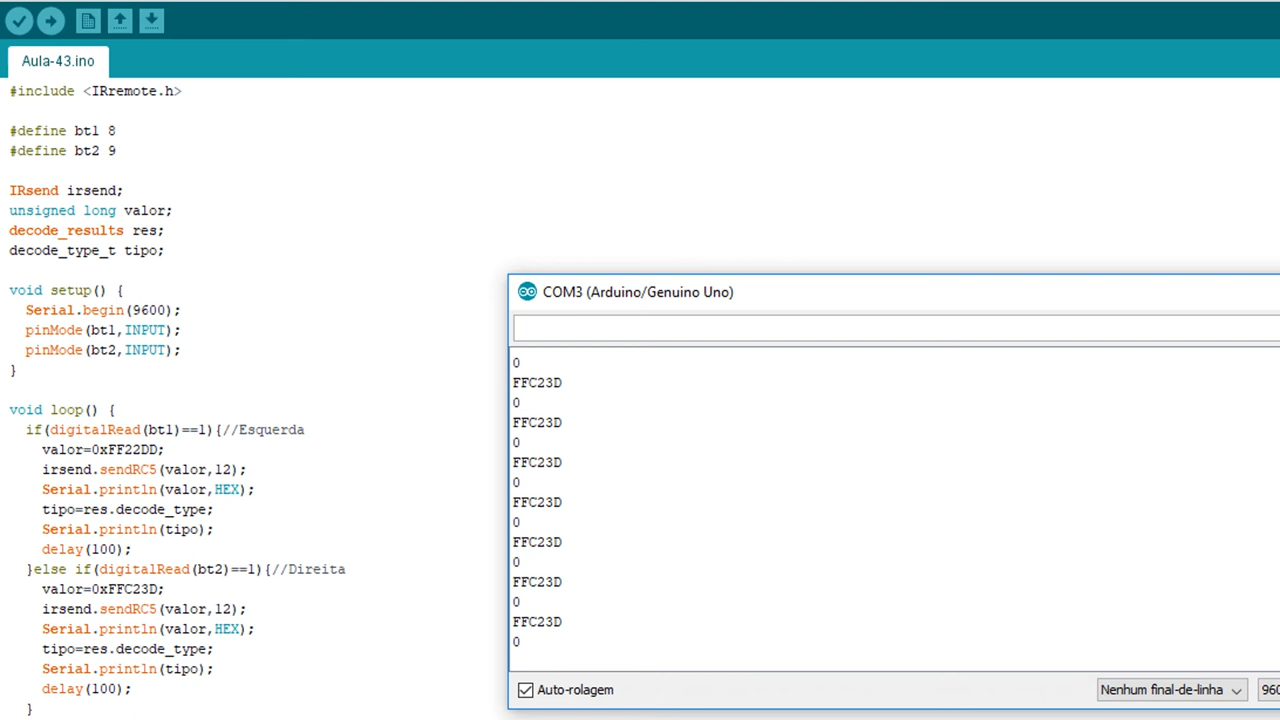 Aula-43.ino
#include <IRremote.h>
#define bt1 8
#define bt2 9
IRsend irsend;
unsigned long valor;
decode_results res;
decode_type_t tipo;
void setup() {
Serial.begin(9600);
pinMode(bt1,INPUT);
pinMode(bt2,INPUT);
}
void loop() {
if(digitalRead(bt1)==1){//Esquerda
valor=0xFF22DD;
irsend.sendRC5(valor,12);
Serial.println(valor,HEX);
tipo=res.decode_type;
Serial.println(tipo);
delay(100);
}else if(digitalRead(bt2)==1){//Direita
valor=0xFFC23D;
irsend.sendRC5(valor,12);
Serial.println(valor,HEX);
tipo=res.decode_type;
Serial.println(tipo);
delay(100);
}
COM3 (Arduino/Genuino Uno)
0
FFC23D
0
FFC23D
0
FFC23D
0
FFC23D
0
FFC23D
0
FFC23D
0
FFC23D
0
Auto-rolagem
Nenhum final-de-linha
960